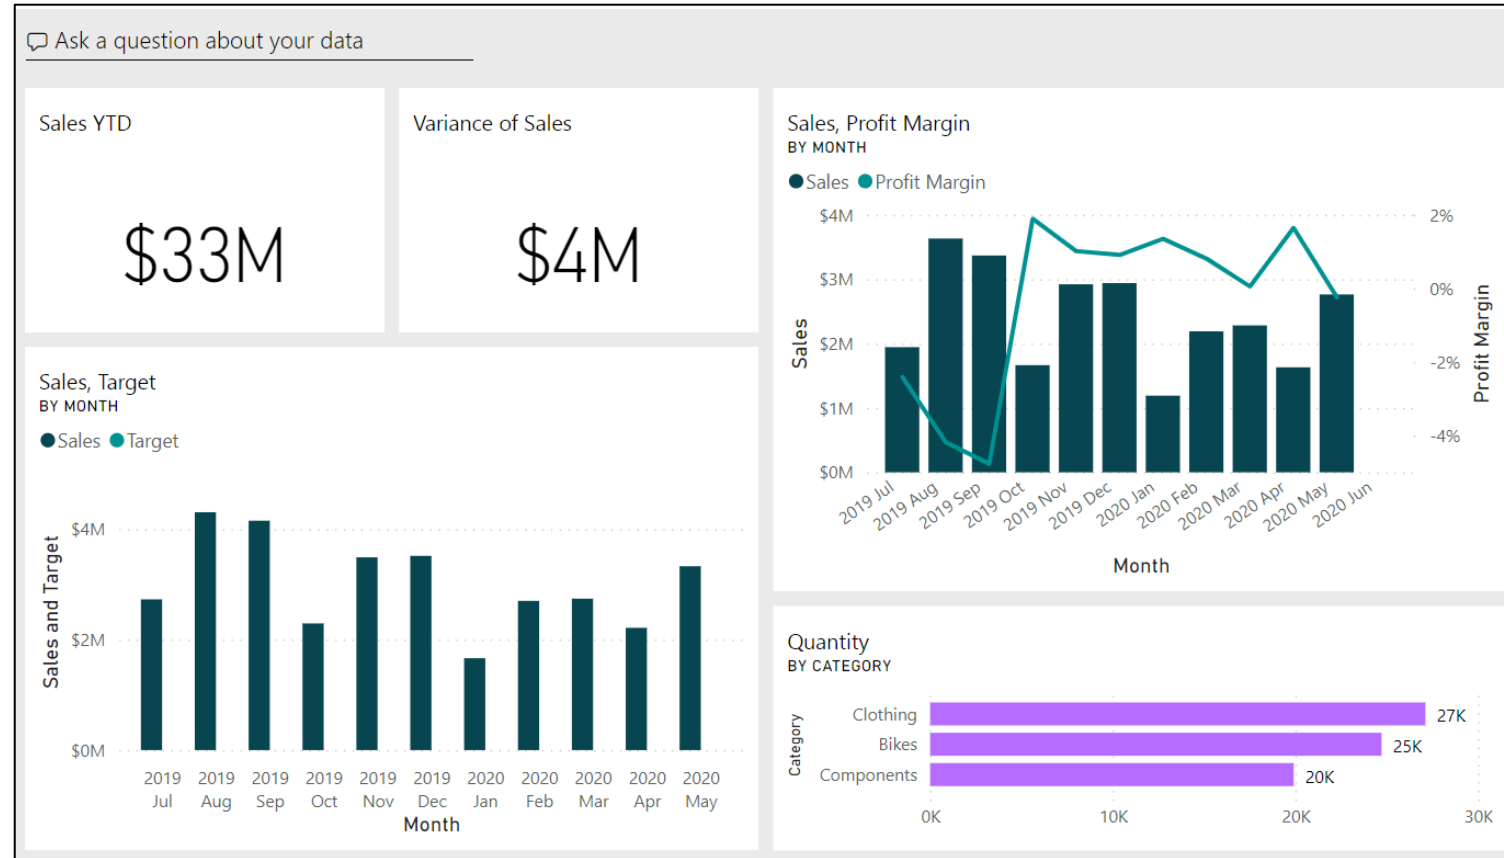 Ask a question about your data
Sales YTD
$33M
Variance of Sales
$4M
Sales, Profit Margin
BY MONTH
Sales Profit Margin
$4M
$3M
$2M
$1M
$0M
Sales
2%
0%
-2%
-4%
Profit Margin
2019 Jul
2019 Aug
2019 Sep
2019 Oct
2019 Nov
2019 Dec
2020 Jan
2020 Feb
2020 Mar
2020 Apr
2020 May
2020 Jun
Month
Sales, Target
BY MONTH
Sales Target
Sales and Target
$4M
$2M
$0M
2019 2019 2019 2019 2019 2019 2020 2020 2020 2020 2020
Jul Aug Sep Oct Nov Dec Jan Feb Mar Apr May
Month
Quantity
BY CATEGORY
Category
Clothing 27K
Bikes 25K
Components 20K
0K 10K 20K 30K